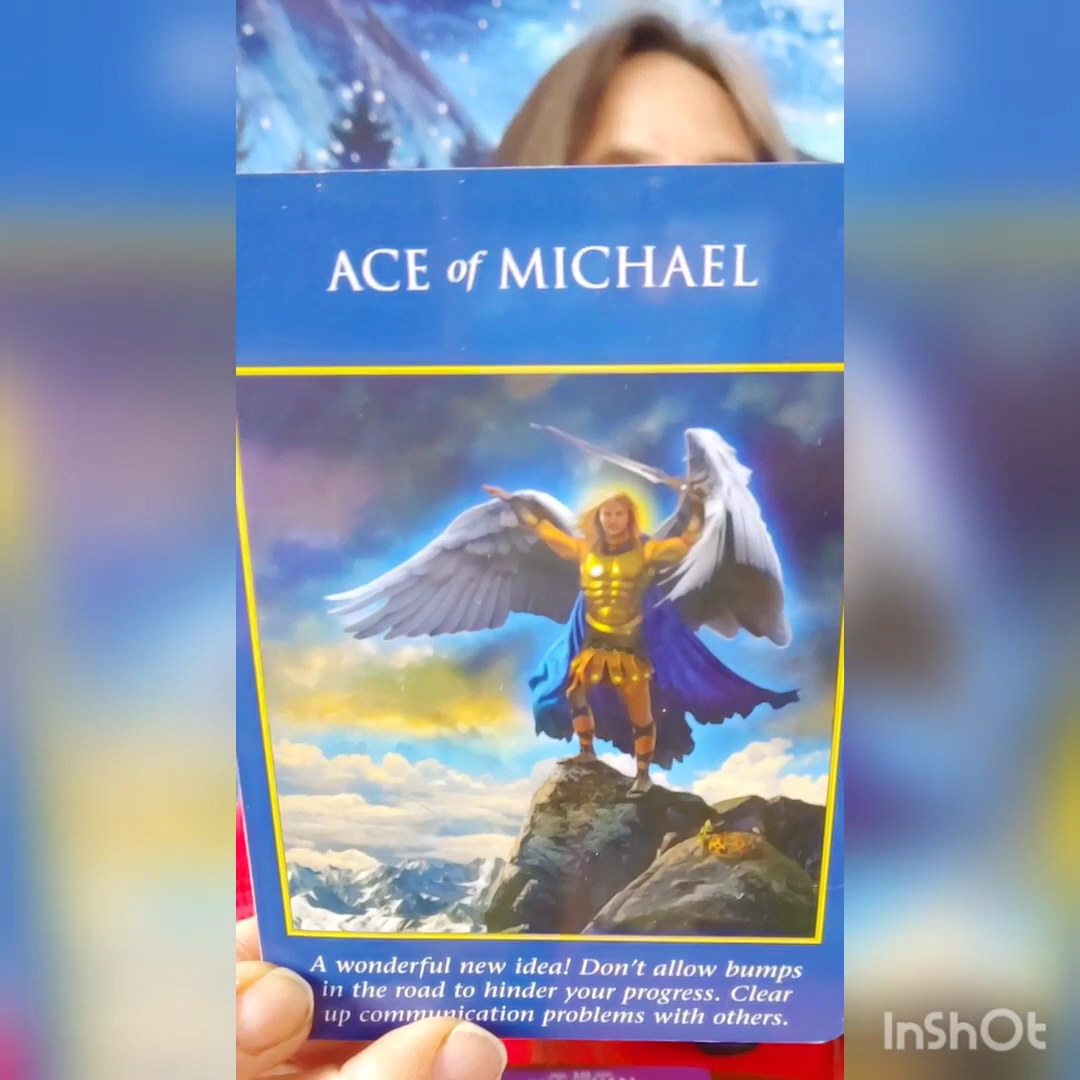 ACE of MICHAEL
A wonderful new idea! Don't allow bumps
in the road to hinder your progress. Clear
up communication problems with others.
InShOt